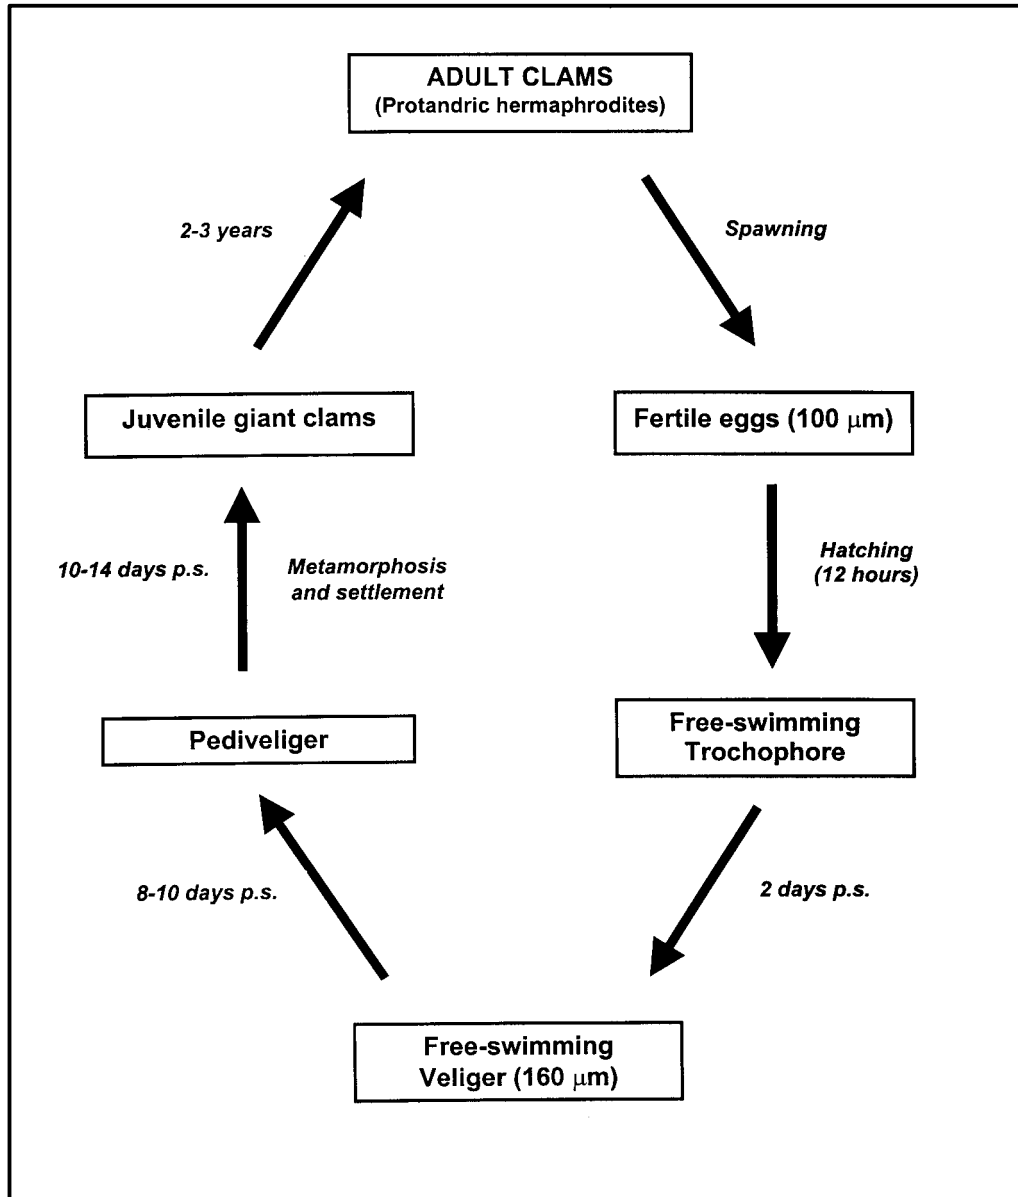 ADULT CLAMS
(Protandric hermaphrodites)
2-3 years
Spawning
Juvenile giant clams
Fertile eggs (100 μm)
10-14 days p.s.
Metamorphosis
and settlement
Hatching
(12 hours)
Pediveliger
Free-swimming
Trochophore
8-10 days p.s.
2 days p.s.
Free-swimming
Veliger (160 μm)